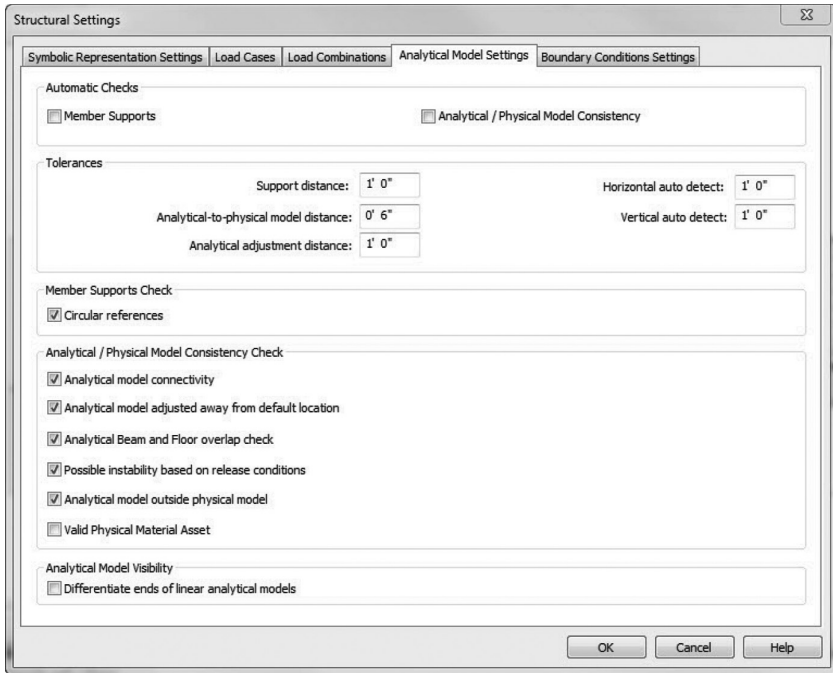 Structural Settings
Symbolic Representation Settings Load Cases Load Combinations Analytical Model Settings Boundary Conditions Settings
Automatic Checks
Member Supports Analytical / Physical Model Consistency
Tolerances
Support distance: 1' 0" Horizontal auto detect: 1' 0"
Analytical-to-physical model distance: 0' 6" Vertical auto detect: 1' 0"
Analytical adjustment distance: 1' 0"
Member Supports Check
Circular references
Analytical / Physical Model Consistency Check
Analytical model connectivity
Analytical model adjusted away from default location
Analytical Beam and Floor overlap check
Possible instability based on release conditions
Analytical model outside physical model
Valid Physical Material Asset
Analytical Model Visibility
Differentiate ends of linear analytical models
OK Cancel Help